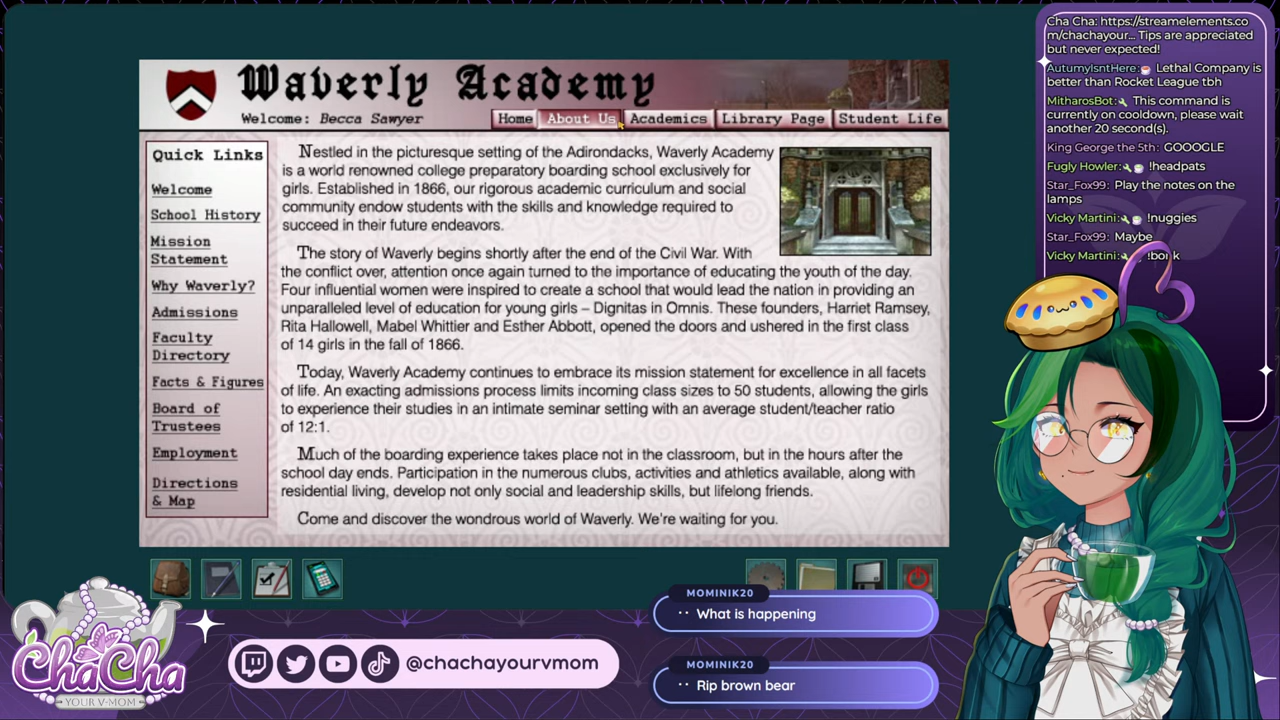 Waverly Academy
Welcome: Becca Sawyer
Home
About Us
Academics
Library Page
Student Life
Quick Links
Welcome
School History
Mission
Statement
Why Waverly?
Admissions
Faculty
Directory
Facts & Figures
Board of
Trustees
Employment
Directions
& Map
Nestled in the picturesque setting of the Adirondacks, Waverly Academy
is a world renowned college preparatory boarding school exclusively for
girls. Established in 1866, our rigorous academic curriculum and social
community endow students with the skills and knowledge required to
succeed in their future endeavors.
The story of Waverly begins shortly after the end of the Civil War. With
the conflict over, attention once again turned to the importance of educating the youth of the day.
Four influential women were inspired to create a school that would lead the nation in providing an
unparalleled level of education for young girls – Dignitas in Omnis. These founders, Harriet Ramsey,
Rita Hallowell, Mabel Whittier and Esther Abbott, opened the doors and ushered in the first class
of 14 girls in the fall of 1866.
Today, Waverly Academy continues to embrace its mission statement for excellence in all facets
of life. An exacting admissions process limits incoming class sizes to 50 students, allowing the girls
to experience their studies in an intimate seminar setting with an average student/teacher ratio
of 12:1.
Much of the boarding experience takes place not in the classroom, but in the hours after the
school day ends. Participation in the numerous clubs, activities and athletics available, along with
residential living, develop not only social and leadership skills, but lifelong friends.
Come and discover the wondrous world of Waverly. We're waiting for you.
Cha Cha: https://streamelements.co
m/chachayour... Tips are appreciated
but never expected!
AutumyIsntHere: Lethal Company is
better than Rocket League tbh
MitharosBot: This command is
currently on cooldown, please wait
another 20 second(s).
King George the 5th: GOOOGLE
Fugly Howler: !headpats
Star_Fox99: Play the notes on the
lamps
Vicky Martini: !nuggies
Star_Fox99: Maybe
Vicky Martini: !bonk
MOMINIK20
What is happening
MOMINIK20
Rip brown bear
ChaCha
YOUR V-MOM
@chachayourvmom